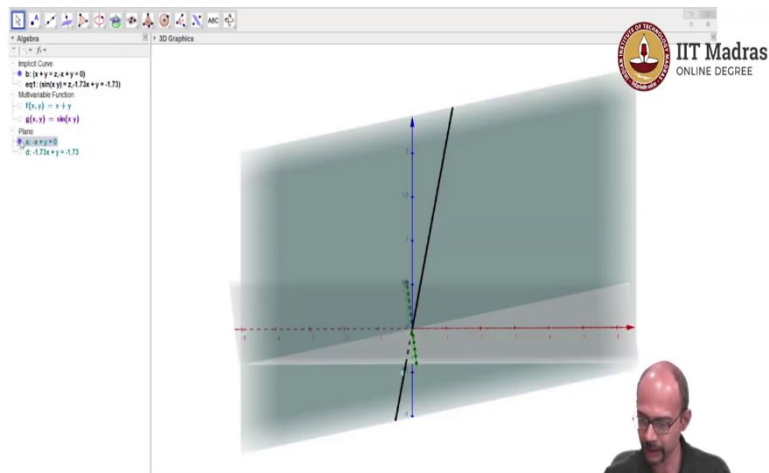 ABC
Algebra
3D Graphics
Implicit Curve
b: (x + y = z,-x + y = 0)
eq1: (sin(x y) = z,-1.73x + y = -1.73)
Multivariable Function
f(x, y) = x + y
g(x, y) = sin(x y)
Plane
a: -x + y = 0
d: -1.73x + y = -1.73
IIT Madras
ONLINE DEGREE